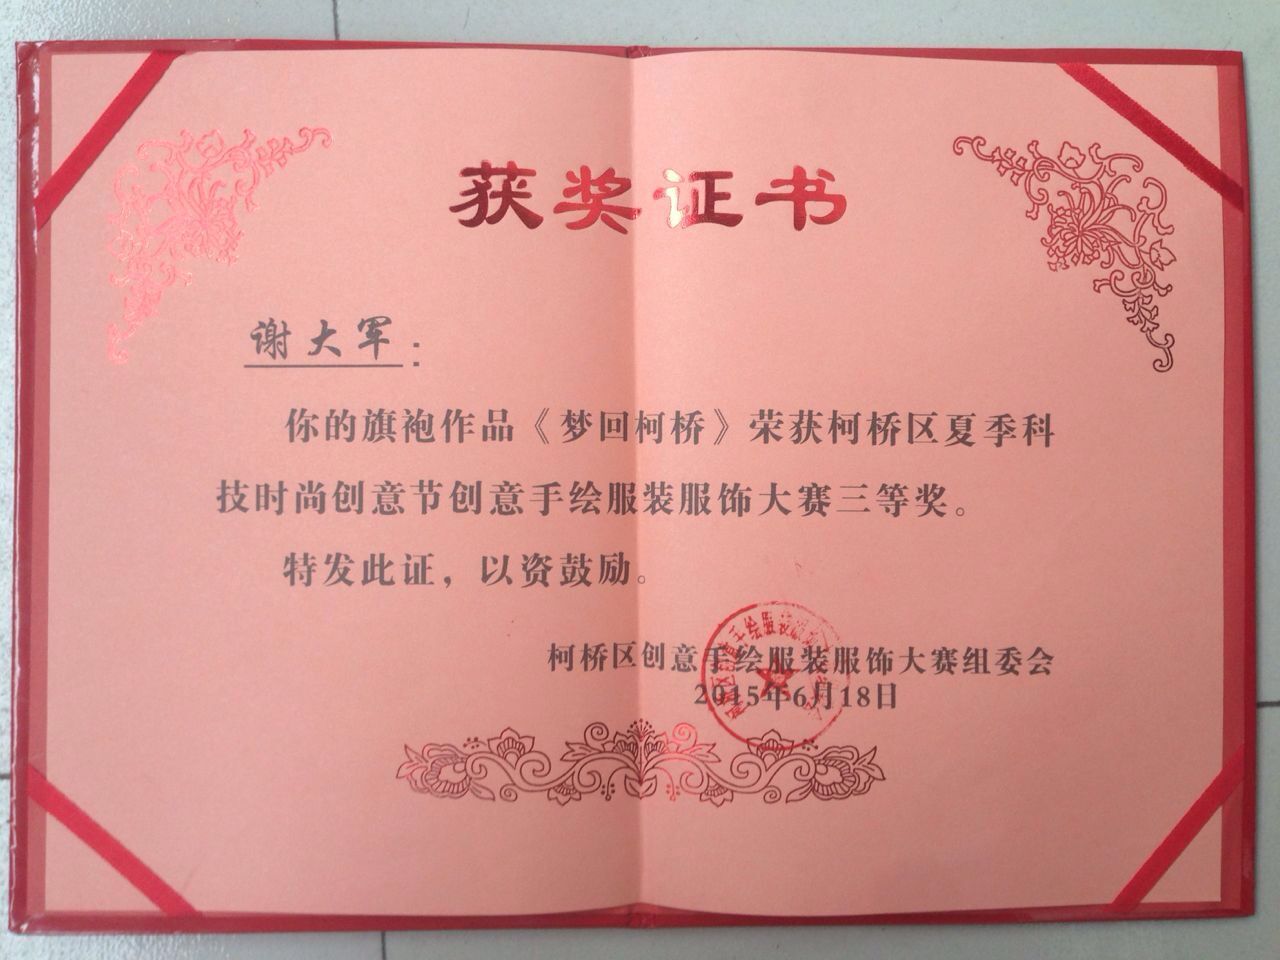 获奖证书
谢大军：
你的旗袍作品《梦回柯桥》荣获柯桥区夏季科
技时尚创意节创意手绘服装服饰大赛三等奖。
特发此证，以资鼓励。
柯桥区创意手绘服装服饰大赛组委会
2015年6月18日